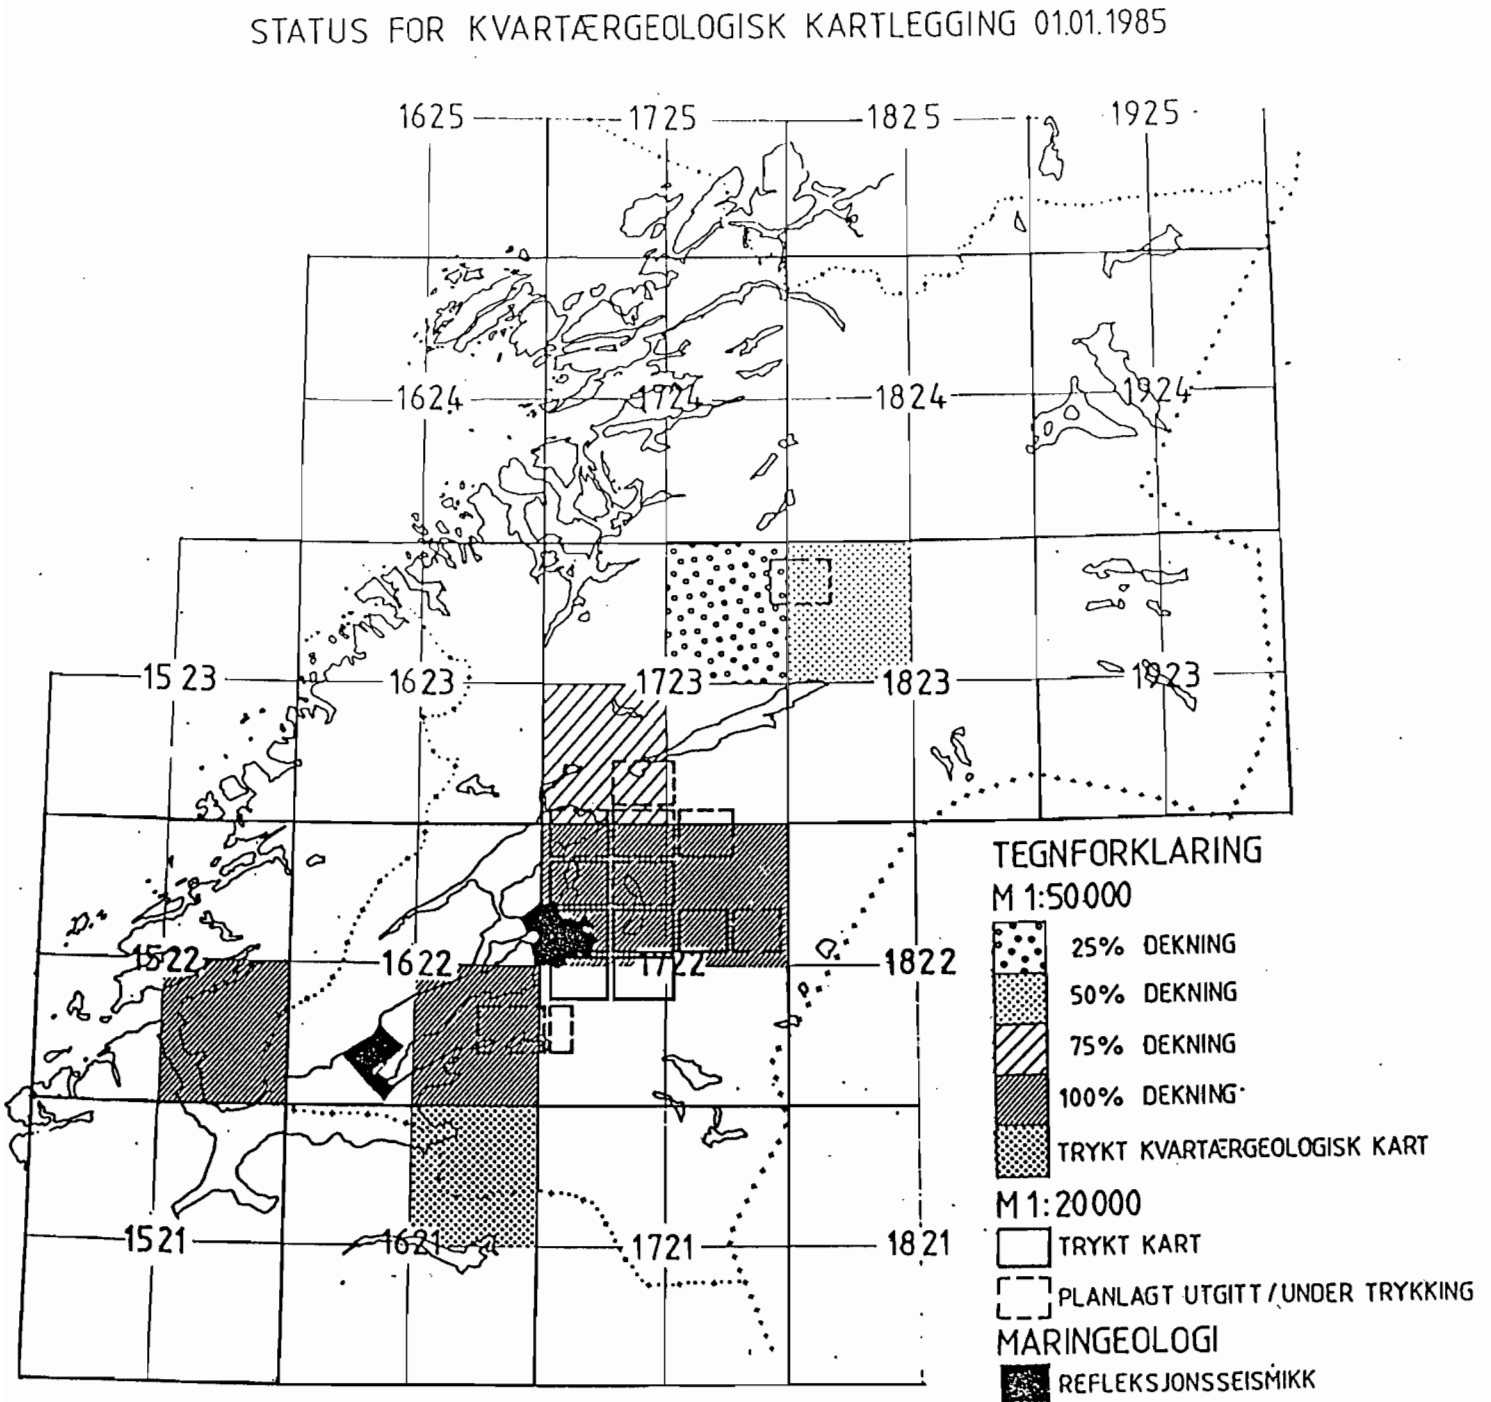 STATUS FOR KVARTÆRGEOLOGISK KARTLEGGING 01.01.1985
1625 1725 1825 1925
1624 1724 1824 1924
1523 1623 1723 1823 1923
1522 1622 1722 1822
1521 1621 1721 1821
TEGNFORKLARING
M 1:50000
25% DEKNING
50% DEKNING
75% DEKNING
100% DEKNING
TRYKT KVARTÆRGEOLOGISK KART
M 1:20000
TRYKT KART
PLANLAGT UTGITT / UNDER TRYKKING
MARINGEOLOGI
REFLEKSJONSSEISMIKK